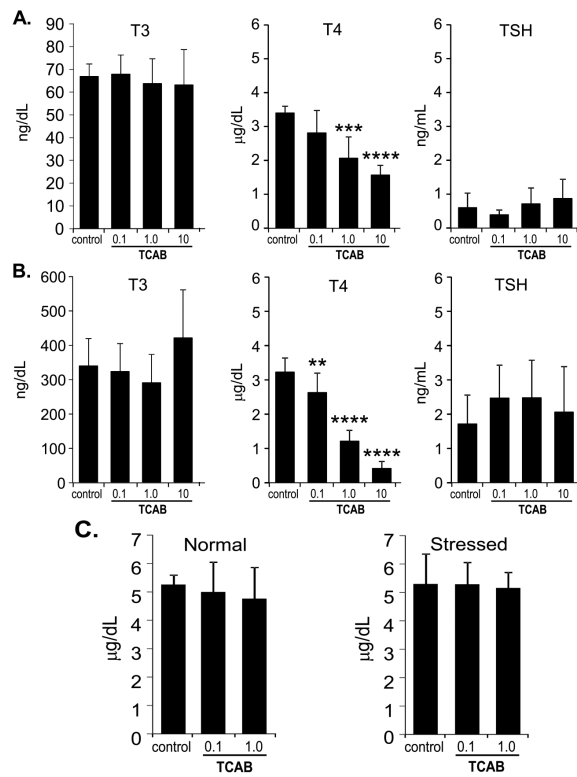 A.
T3
T4
TSH
ng/dL
90
80
70
60
50
40
30
20
10
0
control 0.1 1.0 10
TCAB
μg/dL
6
5
4
3
2
1
0
*** ****
control 0.1 1.0 10
TCAB
ng/mL
6
5
4
3
2
1
0
control 0.1 1.0 10
TCAB
B.
T3
T4
TSH
ng/dL
600
500
400
300
200
100
0
control 0.1 1.0 10
TCAB
μg/dL
6
5
4
3
2
1
0
** **** ****
control 0.1 1.0 10
TCAB
ng/mL
6
5
4
3
2
1
0
control 0.1 1.0 10
TCAB
C.
Normal
Stressed
μg/dL
7
6
5
4
3
2
1
0
control 0.1 1.0
TCAB
μg/dL
7
6
5
4
3
2
1
0
control 0.1 1.0
TCAB